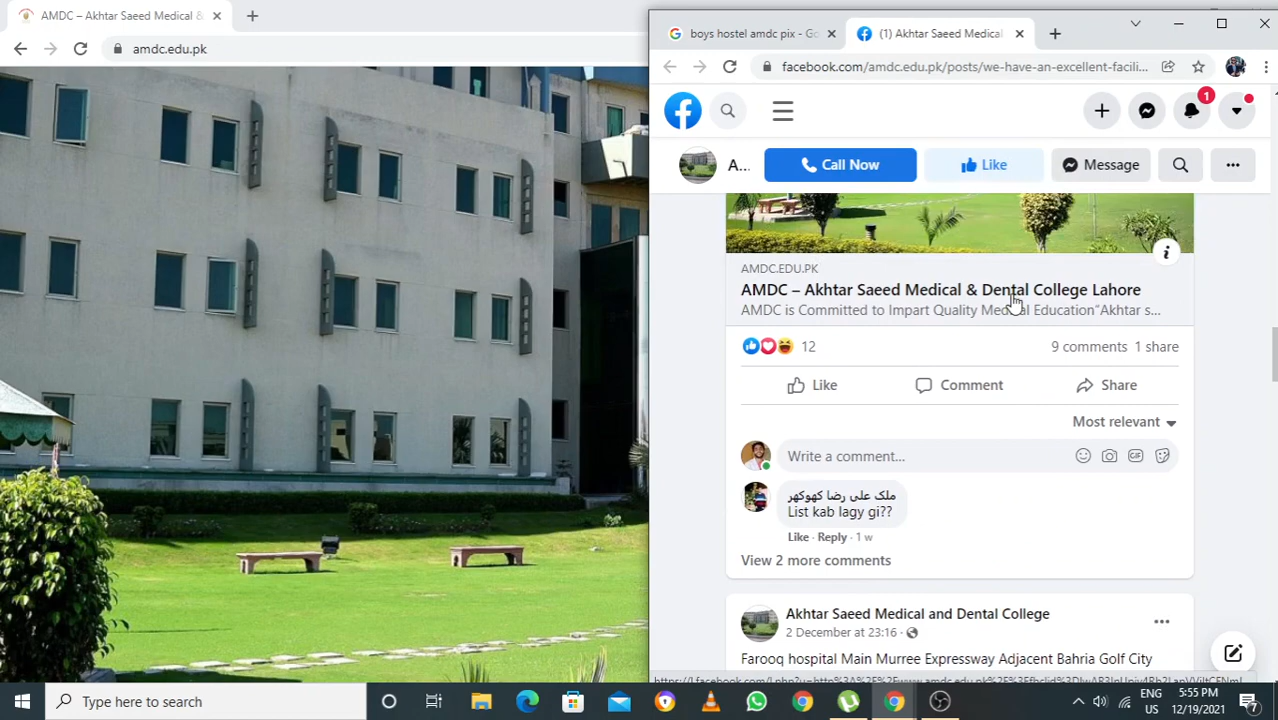 AMDC – Akhtar Saeed Medical &
amdc.edu.pk
boys hostel amdc pix - Go
(1) Akhtar Saeed Medical
facebook.com/amdc.edu.pk/posts/we-have-an-excellent-facili...
1
A...
Call Now
Like
Message
AMDC.EDU.PK
AMDC – Akhtar Saeed Medical & Dental College Lahore
AMDC is Committed to Impart Quality Medical Education“Akhtar s...
12
9 comments 1 share
Like
Comment
Share
Most relevant
Write a comment...
GIF
ملک علی رضا کھوکھر
List kab lagy gi??
Like · Reply · 1 w
View 2 more comments
Akhtar Saeed Medical and Dental College
2 December at 23:16 ·
Farooq hospital Main Murree Expressway Adjacent Bahria Golf City
Type here to search
ENG
US
5:55 PM
12/19/2021
7